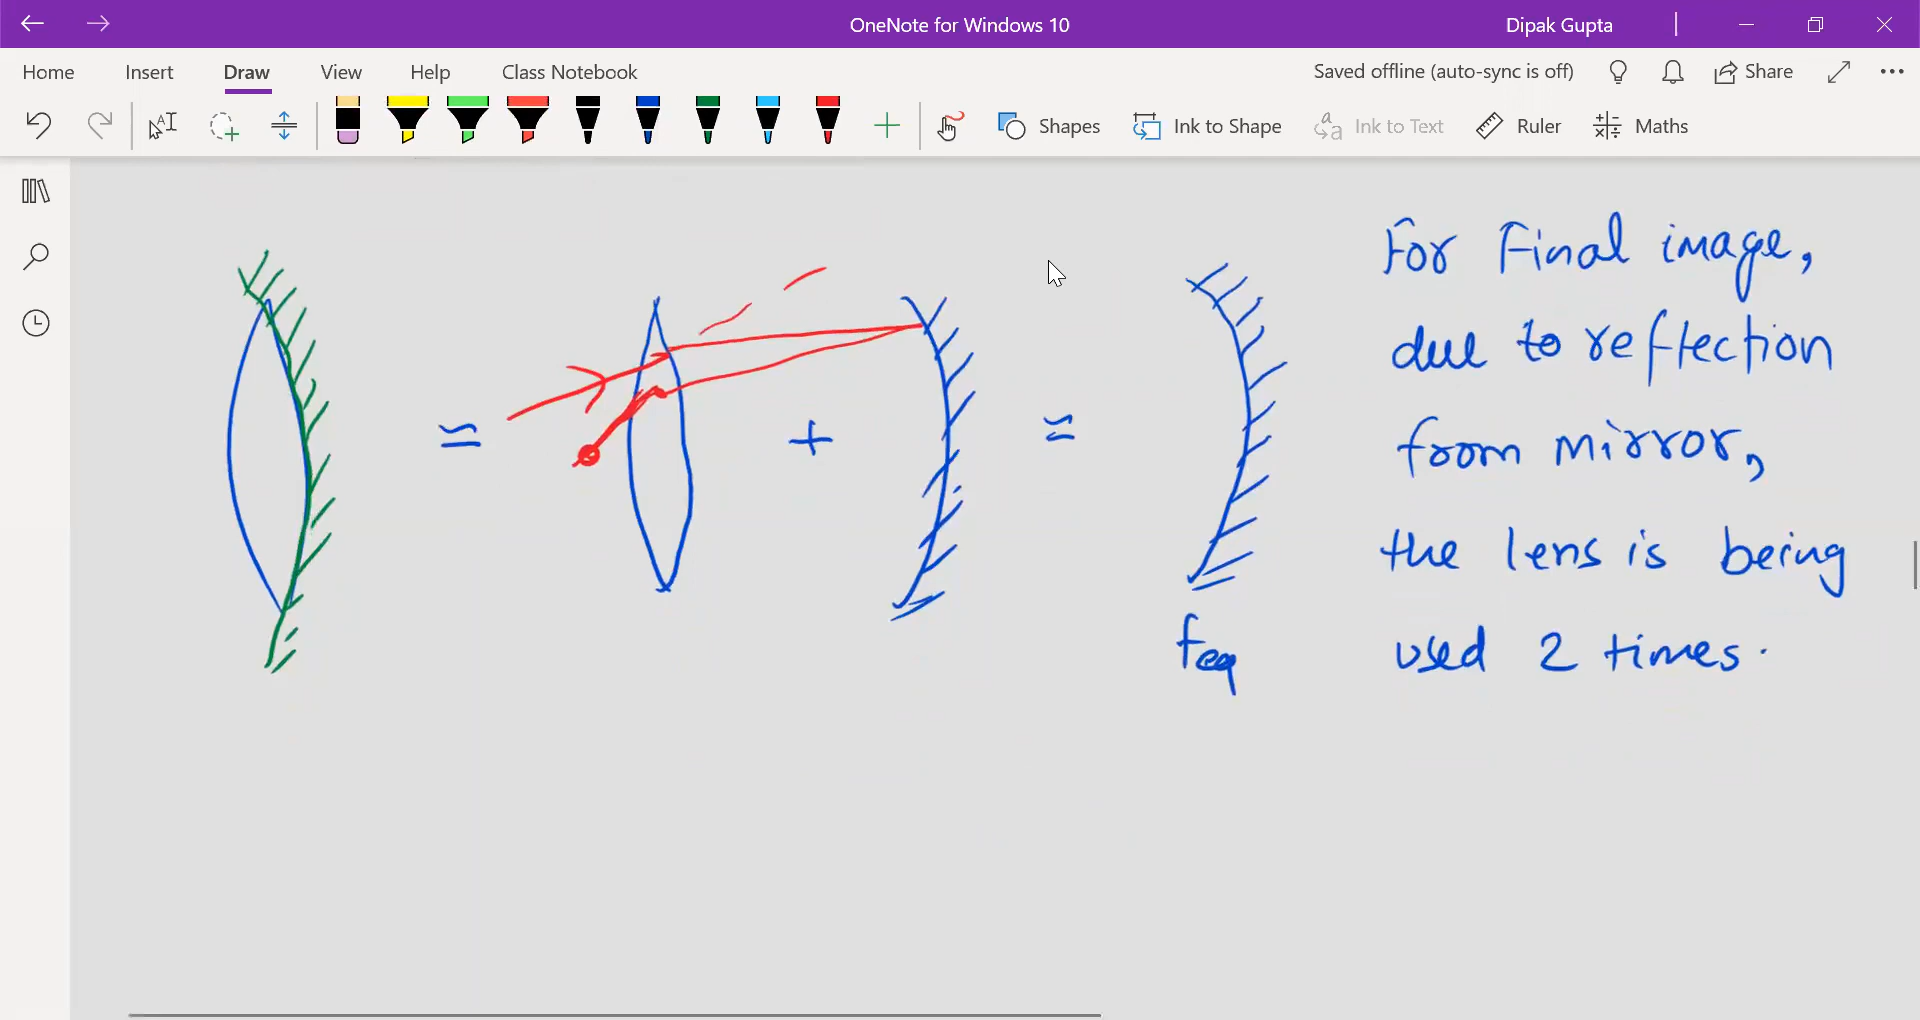 OneNote for Windows 10
Dipak Gupta
Home Insert Draw View Help Class Notebook
Saved offline (auto-sync is off) Share
Shapes Ink to Shape Ink to Text Ruler Maths
For Final image,
due to reflection
from mirror,
the lens is being
used 2 times.
≃ + ≃
feq